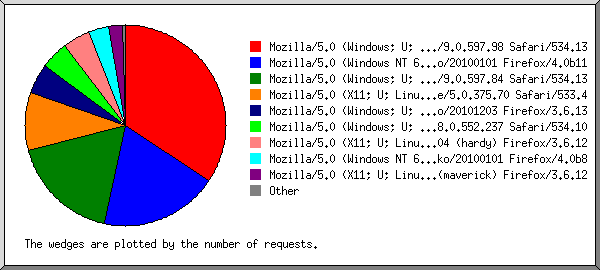 Mozilla/5.0 (Windows; U; .../9.0.597.98 Safari/534.13
Mozilla/5.0 (Windows NT 6...o/20100101 Firefox/4.0b11
Mozilla/5.0 (Windows; U; .../9.0.597.84 Safari/534.13
Mozilla/5.0 (X11; U; Linu...e/5.0.375.70 Safari/533.4
Mozilla/5.0 (Windows; U; ...o/20101203 Firefox/3.6.13
Mozilla/5.0 (Windows; U; ...8.0.552.237 Safari/534.10
Mozilla/5.0 (X11; U; Linu...04 (hardy) Firefox/3.6.12
Mozilla/5.0 (Windows NT 6...ko/20100101 Firefox/4.0b8
Mozilla/5.0 (X11; U; Linu...(maverick) Firefox/3.6.12
Other
The wedges are plotted by the number of requests.